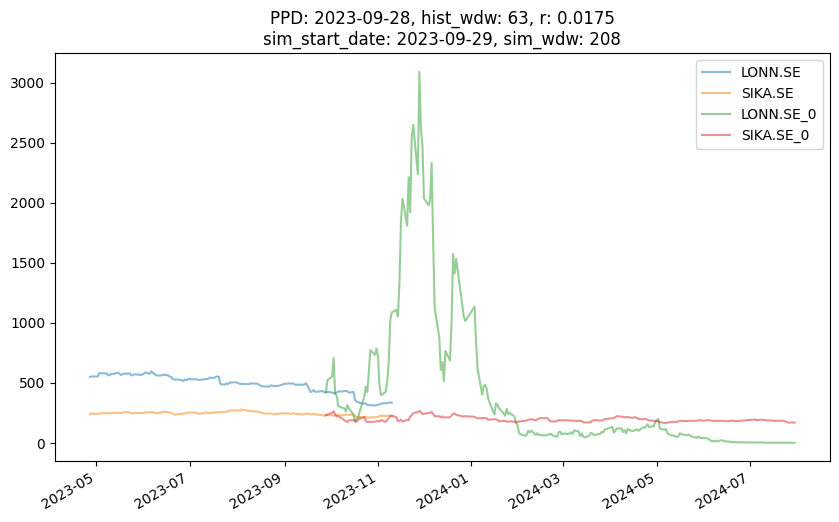 PPD: 2023-09-28, hist_wdw: 63, r: 0.0175
sim_start_date: 2023-09-29, sim_wdw: 208
LONN.SE
SIKA.SE
LONN.SE_0
SIKA.SE_0
3000
2500
2000
1500
1000
500
0
2023-05
2023-07
2023-09
2023-11
2024-01
2024-03
2024-05
2024-07